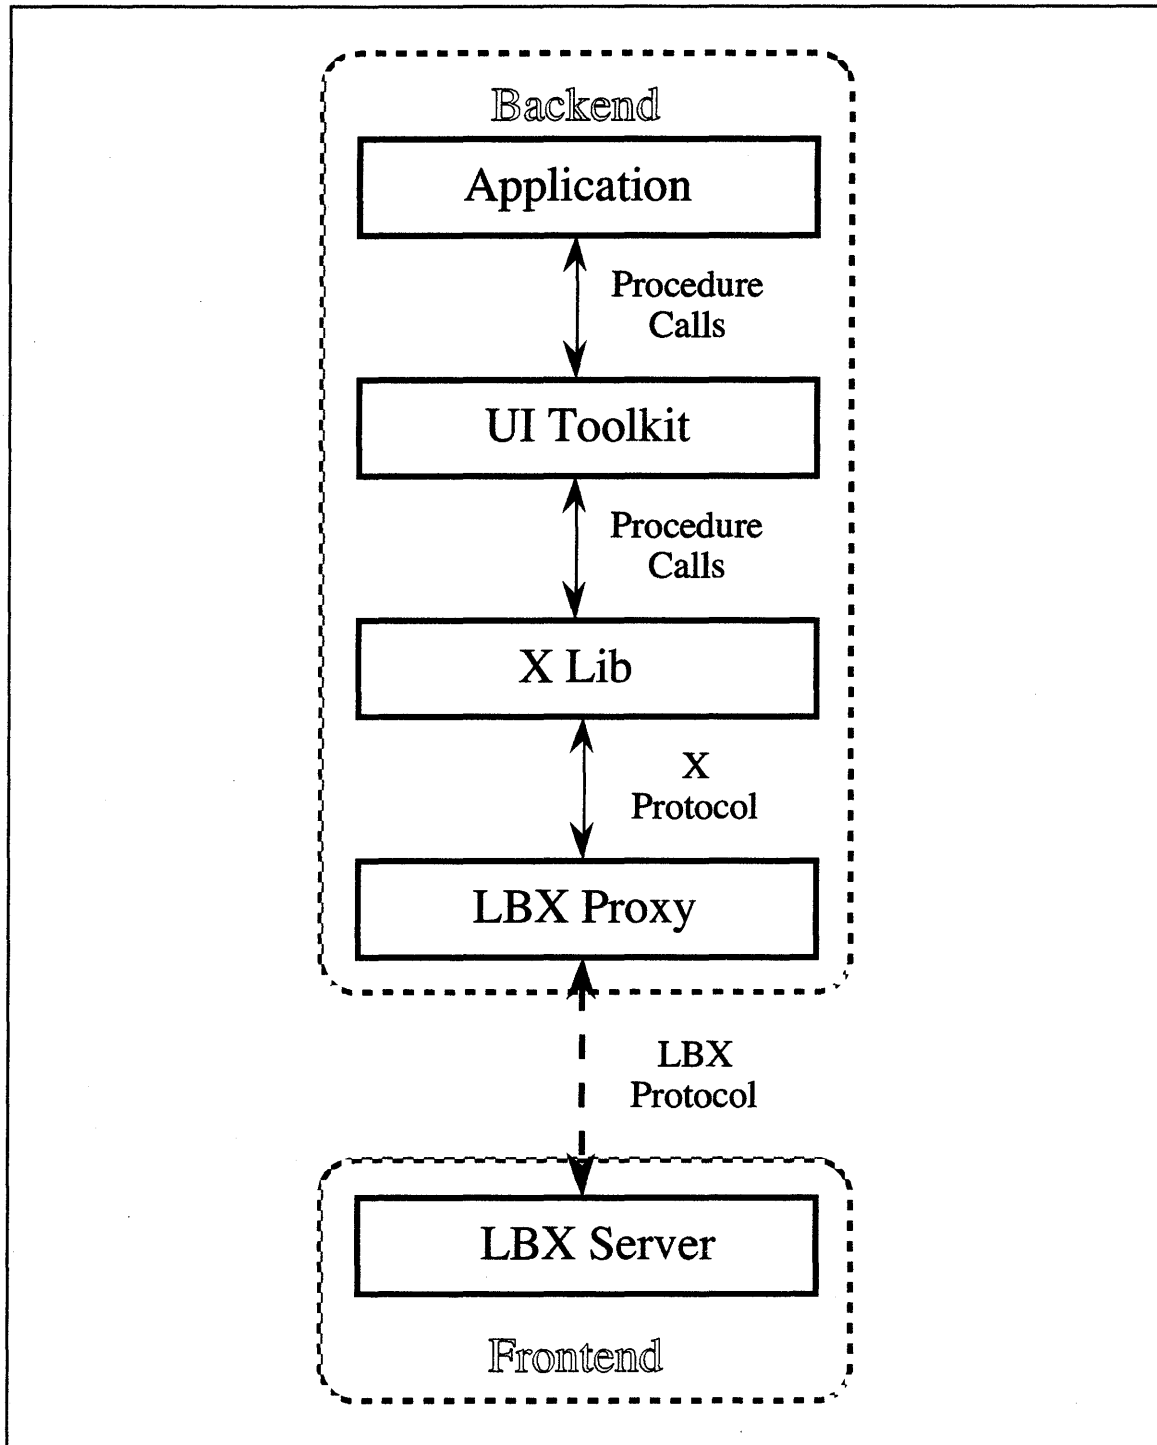 Backend
Application
Procedure
Calls
UI Toolkit
Procedure
Calls
X Lib
X
Protocol
LBX Proxy
LBX
Protocol
LBX Server
Frontend